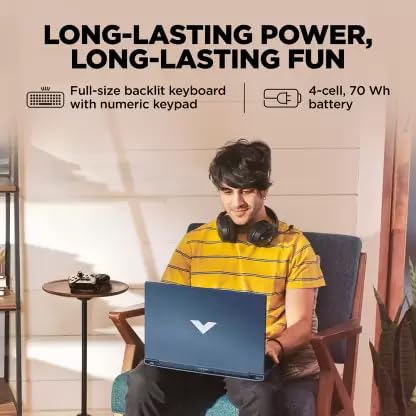 LONG-LASTING POWER,
LONG-LASTING FUN
Full-size backlit keyboard
with numeric keypad
4-cell, 70 Wh
battery